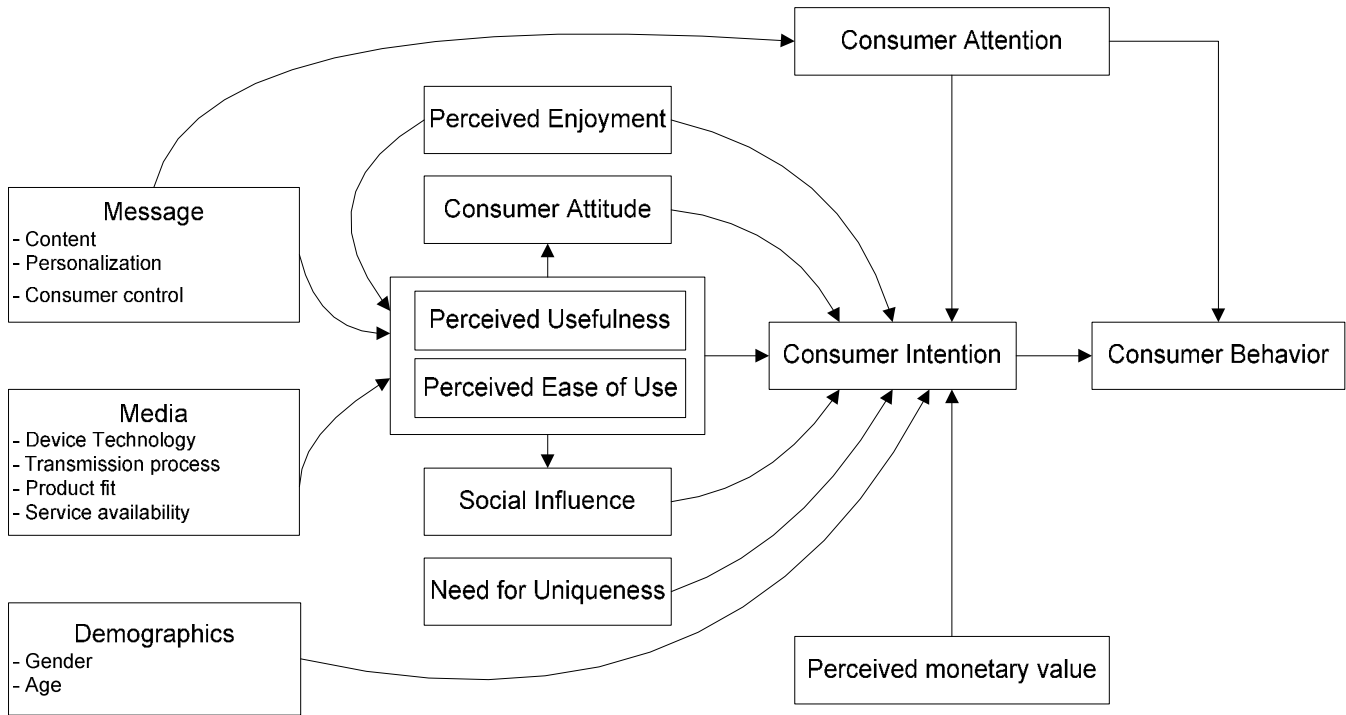 Consumer Attention
Perceived Enjoyment
Consumer Attitude
Message
- Content
- Personalization
- Consumer control
Perceived Usefulness
Perceived Ease of Use
Consumer Intention
Consumer Behavior
Media
- Device Technology
- Transmission process
- Product fit
- Service availability
Social Influence
Need for Uniqueness
Demographics
- Gender
- Age
Perceived monetary value